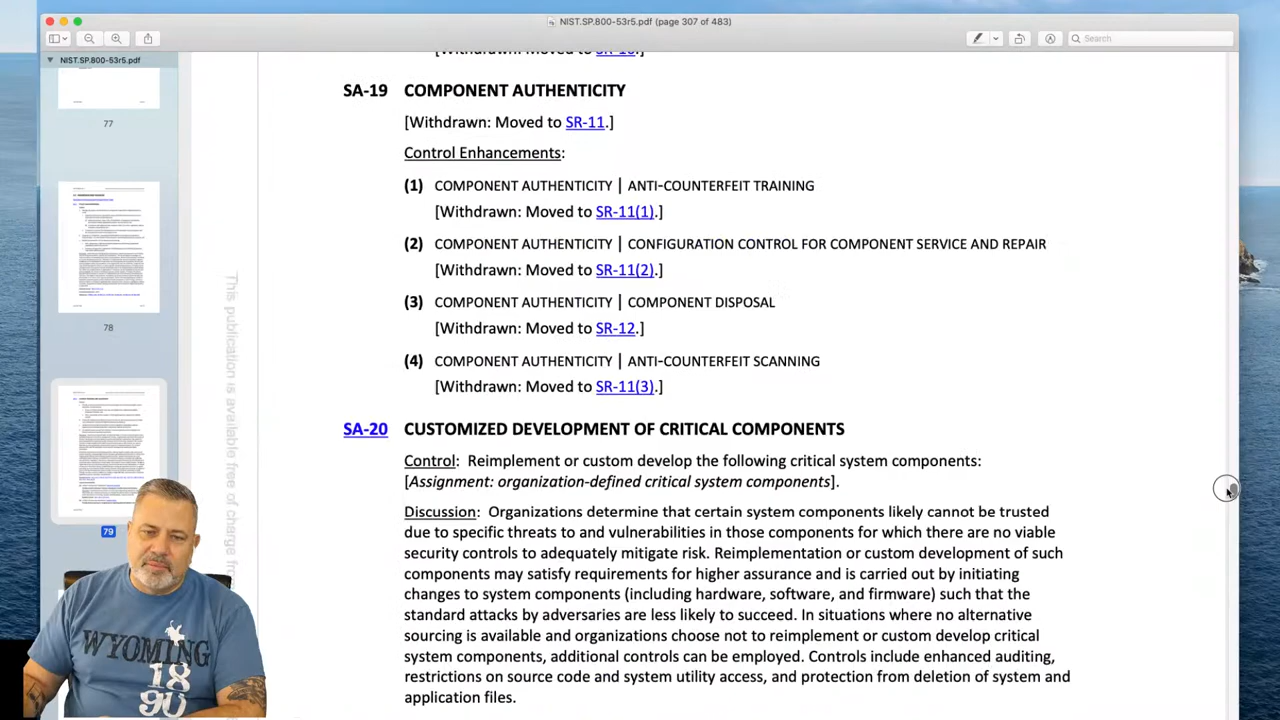 NIST.SP.800-53r5.pdf (page 307 of 483)
Search
NIST.SP.800-53r5.pdf
77
78
79
This publication is available free of charge from
[Withdrawn: Moved to
SA-19 COMPONENT AUTHENTICITY
[Withdrawn: Moved to SR-11.]
Control Enhancements:
(1) COMPONENT AUTHENTICITY | ANTI-COUNTERFEIT TRAINING
[Withdrawn: Moved to SR-11(1).]
(2) COMPONENT AUTHENTICITY | CONFIGURATION CONTROL FOR COMPONENT SERVICE AND REPAIR
[Withdrawn: Moved to SR-11(2).]
(3) COMPONENT AUTHENTICITY | COMPONENT DISPOSAL
[Withdrawn: Moved to SR-12.]
(4) COMPONENT AUTHENTICITY | ANTI-COUNTERFEIT SCANNING
[Withdrawn: Moved to SR-11(3).]
SA-20 CUSTOMIZED DEVELOPMENT OF CRITICAL COMPONENTS
Control: Reimplement or custom develop the following critical system components:
[Assignment: organization-defined critical system components].
Discussion: Organizations determine that certain system components likely cannot be trusted
due to specific threats to and vulnerabilities in those components for which there are no viable
security controls to adequately mitigate risk. Reimplementation or custom development of such
components may satisfy requirements for higher assurance and is carried out by initiating
changes to system components (including hardware, software, and firmware) such that the
standard attacks by adversaries are less likely to succeed. In situations where no alternative
sourcing is available and organizations choose not to reimplement or custom develop critical
system components, additional controls can be employed. Controls include enhanced auditing,
restrictions on source code and system utility access, and protection from deletion of system and
application files.
WYOMING
18
90